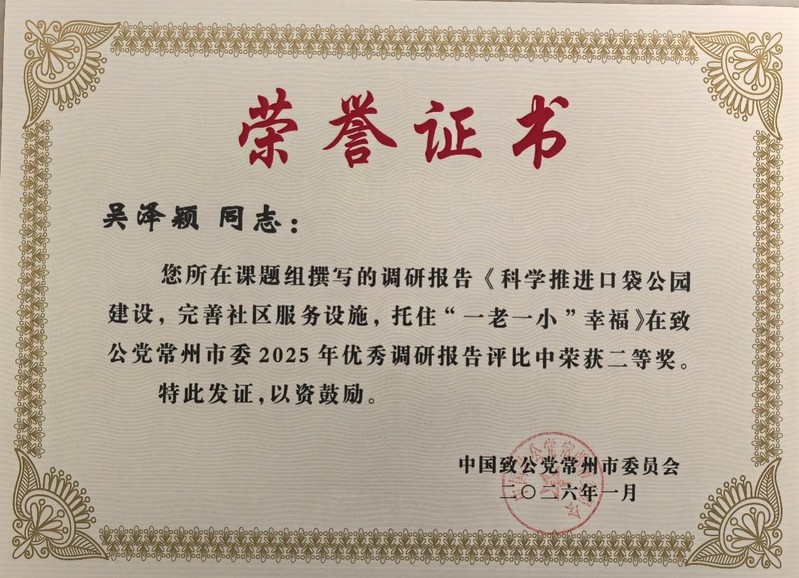 荣誉证书
吴泽颖 同志：
您所在课题组撰写的调研报告《科学推进口袋公园
建设，完善社区服务设施，托住“一老一小”幸福》在致
公党常州市委2025年优秀调研报告评比中荣获二等奖。
特此发证，以资鼓励。
中国致公党常州市委员会
二〇二六年一月